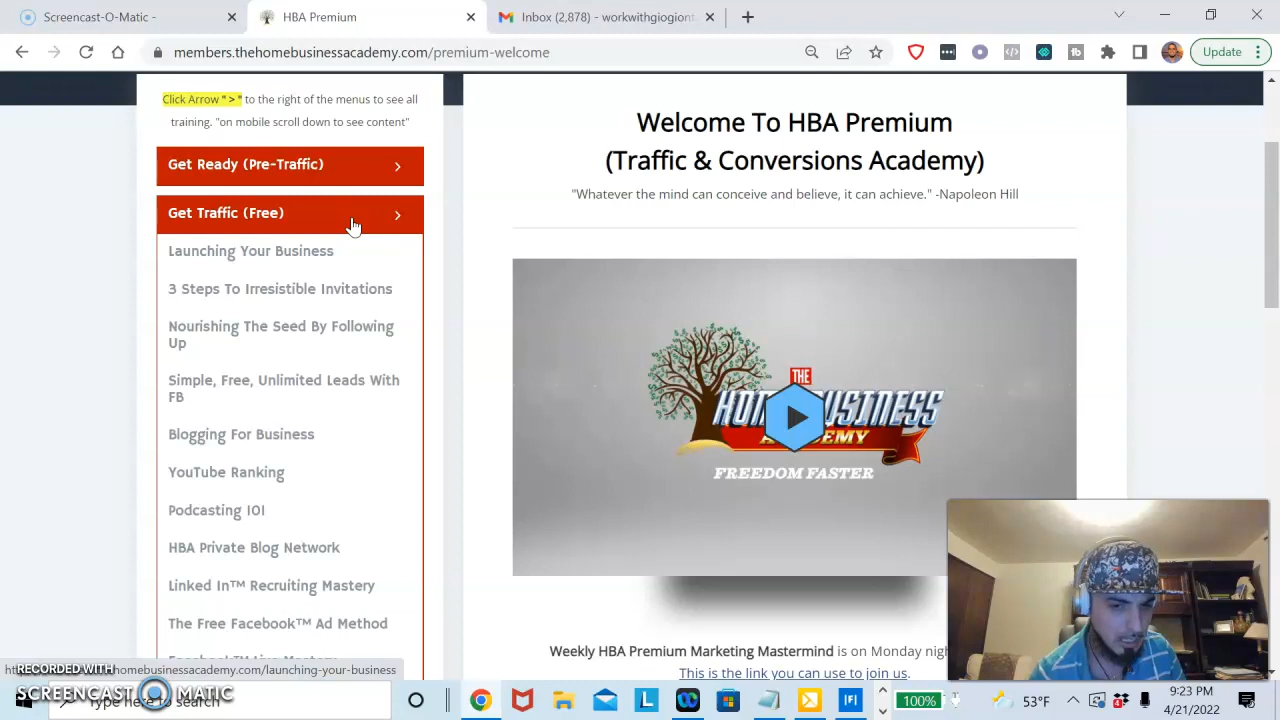 Screencast-O-Matic -
HBA Premium
Inbox (2,878) - workwithgiogiont
members.thehomebusinessacademy.com/premium-welcome
Update
Click Arrow " > " to the right of the menus to see all
training. "on mobile scroll down to see content"
Get Ready (Pre-Traffic)
Get Traffic (Free)
Launching Your Business
3 Steps To Irresistible Invitations
Nourishing The Seed By Following
Up
Simple, Free, Unlimited Leads With
FB
Blogging For Business
YouTube Ranking
Podcasting 101
HBA Private Blog Network
Linked In™ Recruiting Mastery
The Free Facebook™ Ad Method
Welcome To HBA Premium
(Traffic & Conversions Academy)
"Whatever the mind can conceive and believe, it can achieve." -Napoleon Hill
THE
HOME BUSINESS
ACADEMY
FREEDOM FASTER
Weekly HBA Premium Marketing Mastermind is on Monday nigh
This is the link you can use to join us.
homebusinessacademy.com/launching-your-business
RECORDED WITH
SCREENCAST-O-MATIC
Type here to search
100%
53°F
9:23 PM
4/21/2022